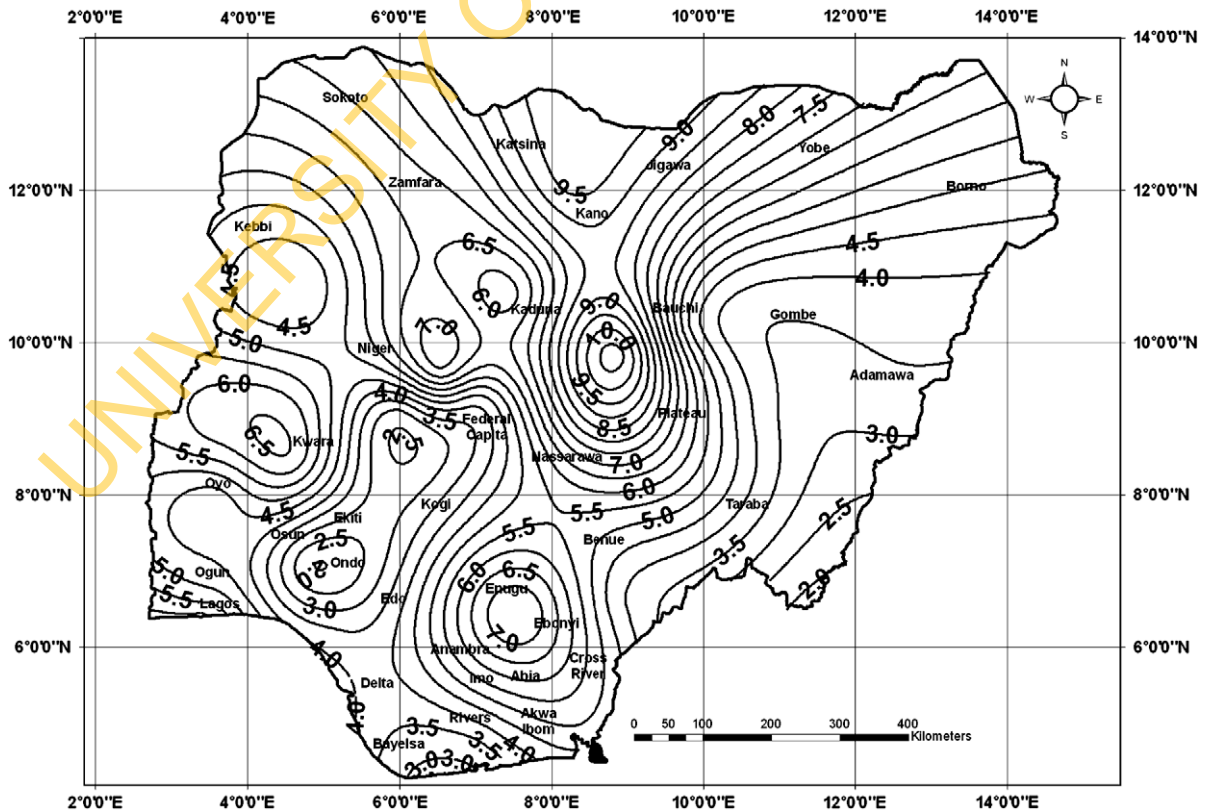 2°0'0"E 4°0'0"E 6°0'0"E 8°0'0"E 10°0'0"E 12°0'0"E 14°0'0"E
14°0'0"N
N
W E
S
UNIVERSITY O
Sokoto
Katsina
9.0
8.0
7.5
Yobe
Jigawa
Zamfara
12°0'0"N 12°0'0"N
9.5
Borno
Kano
Kebbi
6.5
4.5
4.5
4.0
6.0
Kaduna
9.0
Bauchi
Gombe
4.5
7.0
10.0
5.0
Niger
10°0'0"N 10°0'0"N
Adamawa
6.0
4.0
9.5
3.5
Federal
Capita
Plateau
6.5
Kwara
2.5
8.5
3.0
5.5
Nassarawa
7.0
Oyo
6.0
8°0'0"N 8°0'0"N
4.5
Ekiti
Kogi
5.5
5.5
5.0
Taraba
2.5
Osun
2.5
Benue
3.5
5.0
Ogun
Ondo
6.0
6.5
Enugu
2.0
5.5
Lagos
3.0
Edo
Ebonyi
7.0
6°0'0"N 6°0'0"N
4.0
Anambra
Cross
River
Delta
Imo
Abia
4.0
Rivers
Akwa
Ibom
3.5
3.5
4.0
Bayelsa
3.0
0 50 100 200 300 400
Kilometers
2°0'0"E 4°0'0"E 6°0'0"E 8°0'0"E 10°0'0"E 12°0'0"E 14°0'0"E